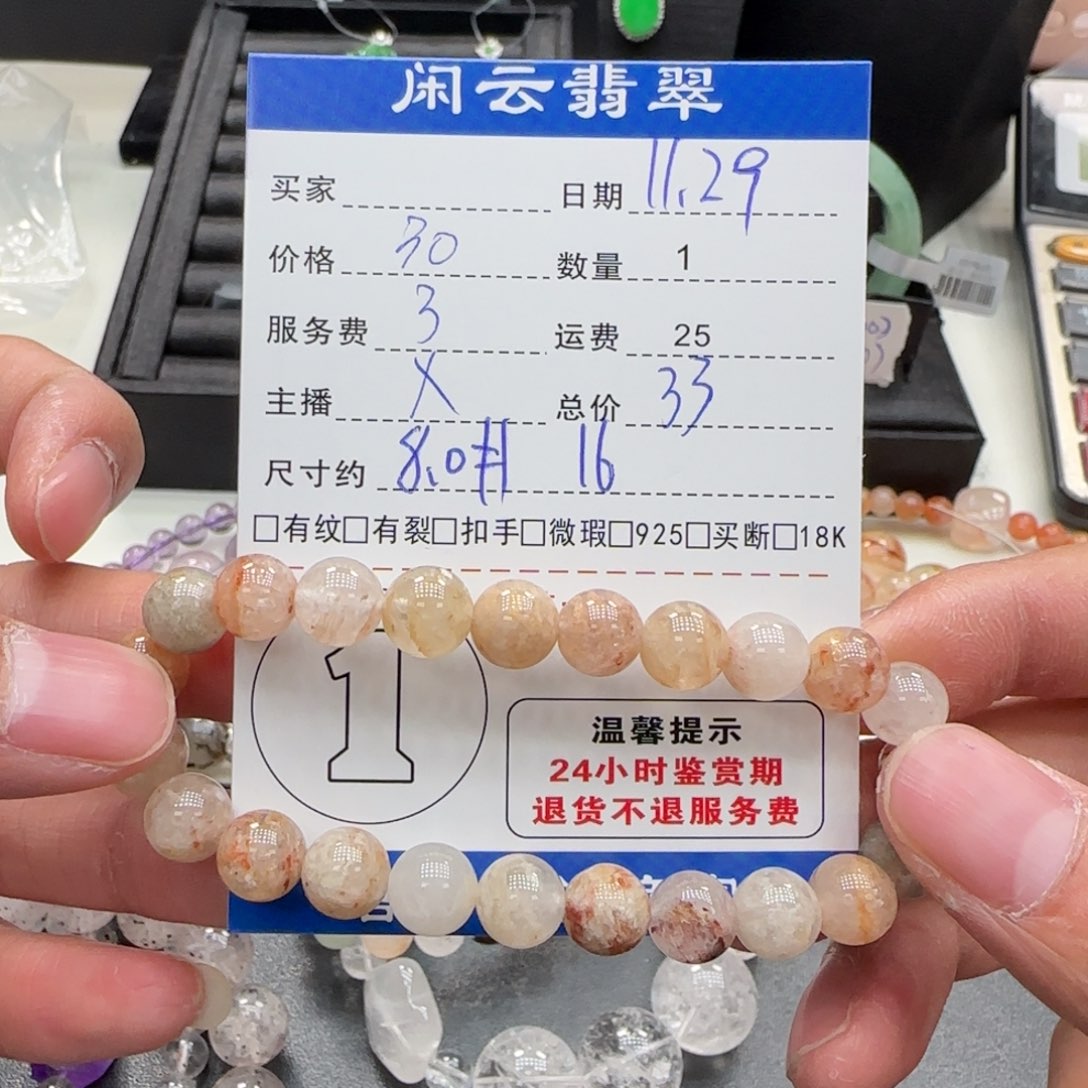 闲云翡翠
买家 日期 11.29
价格 30 数量 1
服务费 3 运费 25
主播 X 总价 33
尺寸约 8.0 16
□有纹□有裂□扣手□微瑕□925□买断□18K
1
温馨提示
24小时鉴赏期
退货不退服务费